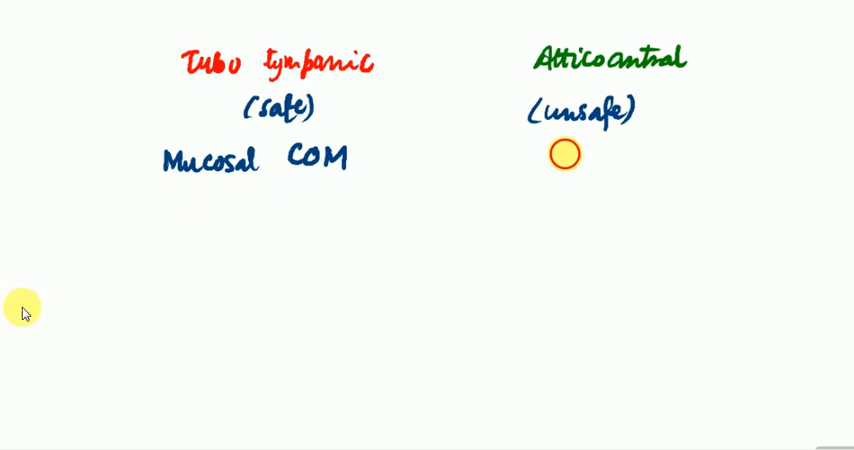 Tubo tympanic
Atticoantral
(safe)
(unsafe)
Mucosal COM